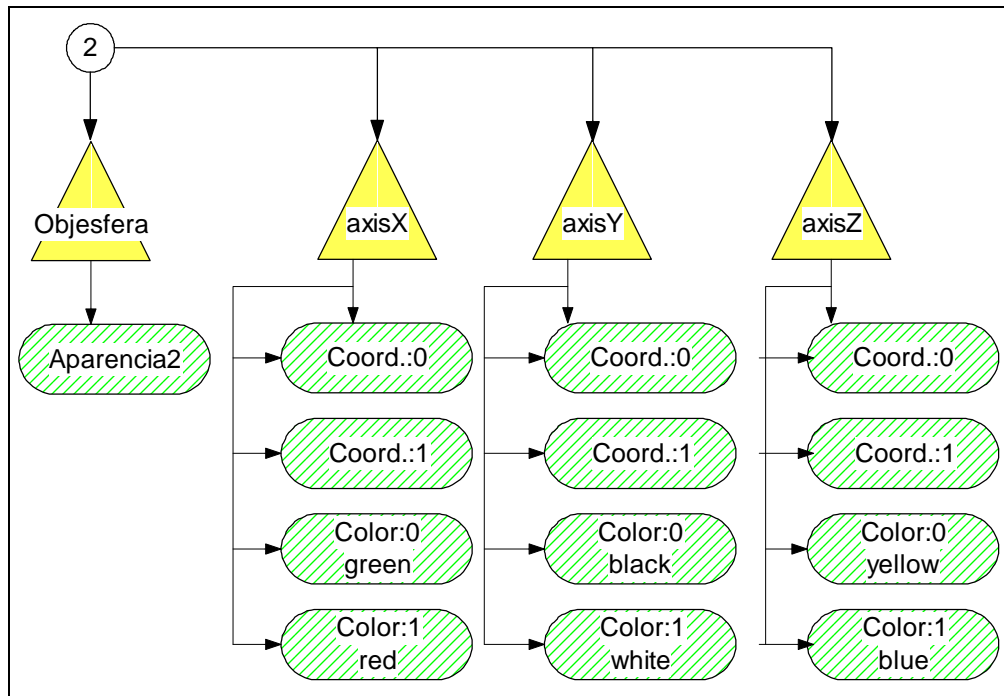 2
Objesfera
axisX
axisY
axisZ
Aparencia2
Coord.:0
Coord.:0
Coord.:0
Coord.:1
Coord.:1
Coord.:1
Color:0
green
Color:0
black
Color:0
yellow
Color:1
red
Color:1
white
Color:1
blue